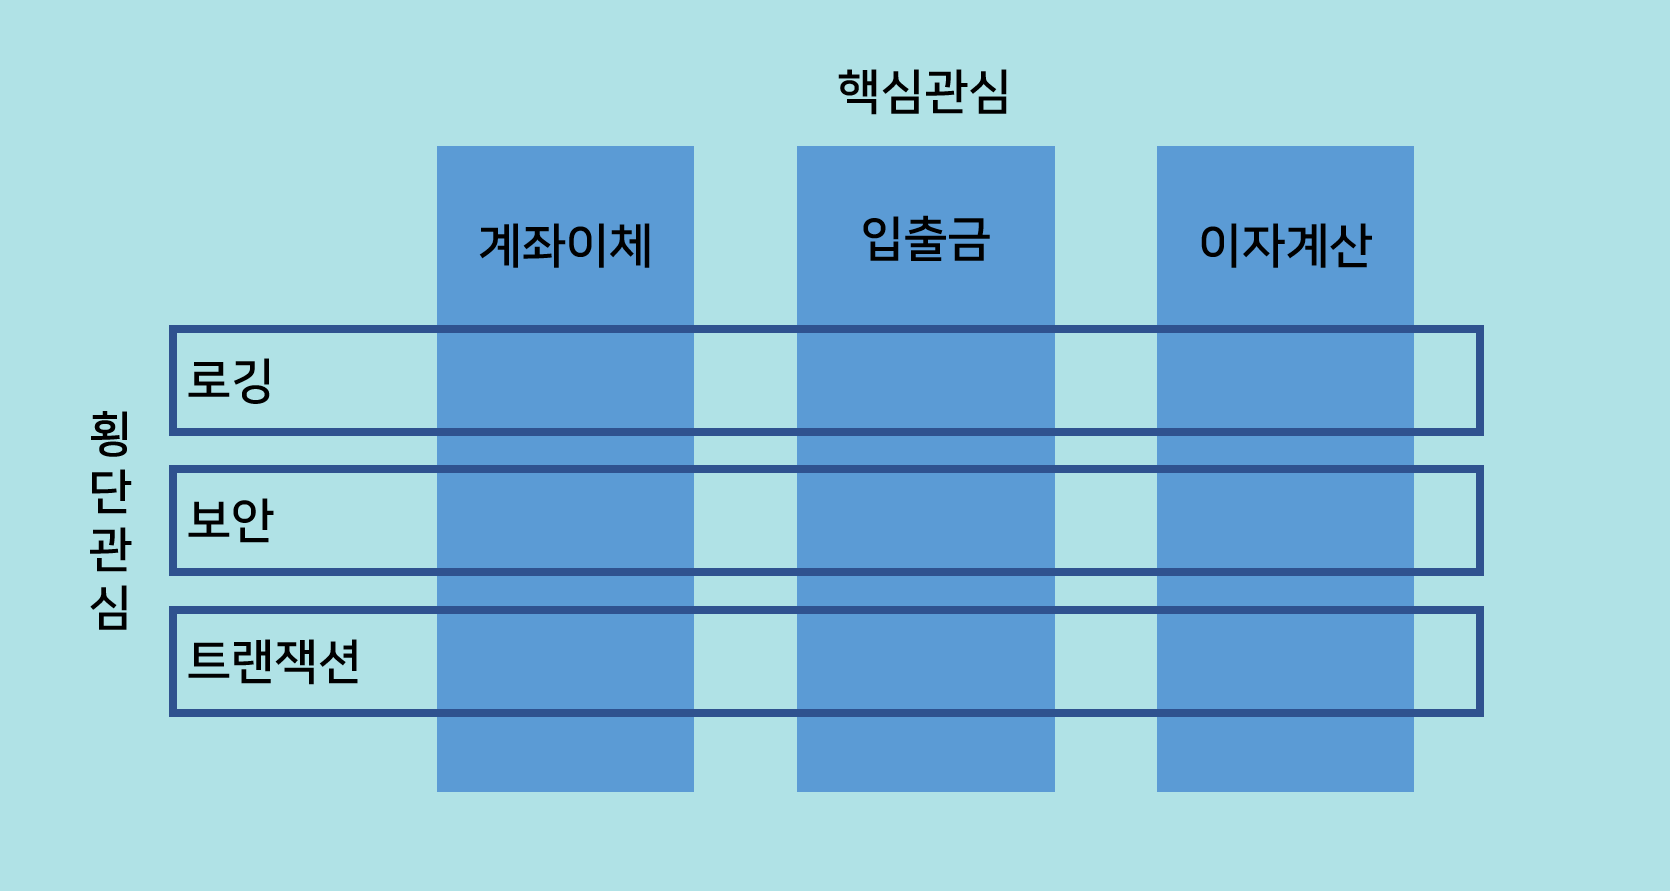 핵심관심
계좌이체
입출금
이자계산
횡단관심
로깅
보안
트랜잭션